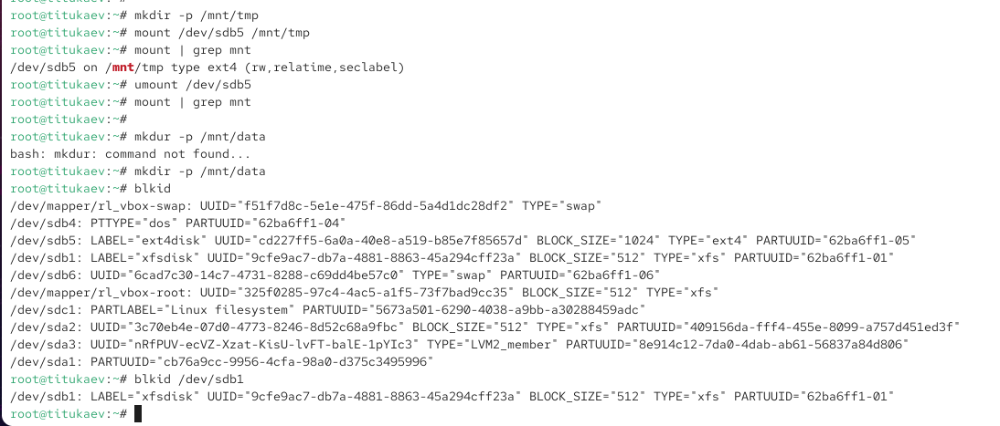 root@titukaev:~# mkdir -p /mnt/tmp
root@titukaev:~# mount /dev/sdb5 /mnt/tmp
root@titukaev:~# mount | grep mnt
/dev/sdb5 on /mnt/tmp type ext4 (rw,relatime,seclabel)
root@titukaev:~# umount /dev/sdb5
root@titukaev:~# mount | grep mnt
root@titukaev:~#
root@titukaev:~# mkdur -p /mnt/data
bash: mkdur: command not found...
root@titukaev:~# mkdir -p /mnt/data
root@titukaev:~# blkid
/dev/mapper/rl_vbox-swap: UUID="f51f7d8c-5e1e-475f-86dd-5a4d1dc28df2" TYPE="swap"
/dev/sdb4: PTTYPE="dos" PARTUUID="62ba6ff1-04"
/dev/sdb5: LABEL="ext4disk" UUID="cd227ff5-6a0a-40e8-a519-b85e7f85657d" BLOCK_SIZE="1024" TYPE="ext4" PARTUUID="62ba6ff1-05"
/dev/sdb1: LABEL="xfsdisk" UUID="9cfe9ac7-db7a-4881-8863-45a294cff23a" BLOCK_SIZE="512" TYPE="xfs" PARTUUID="62ba6ff1-01"
/dev/sdb6: UUID="6cad7c30-14c7-4731-8288-c69dd4be57c0" TYPE="swap" PARTUUID="62ba6ff1-06"
/dev/mapper/rl_vbox-root: UUID="325f0285-97c4-4ac5-a1f5-73f7bad9cc35" BLOCK_SIZE="512" TYPE="xfs"
/dev/sdc1: PARTLABEL="Linux filesystem" PARTUUID="5673a501-6290-4038-a9bb-a30288459adc"
/dev/sda2: UUID="3c70eb4e-07d0-4773-8246-8d52c68a9fbc" BLOCK_SIZE="512" TYPE="xfs" PARTUUID="409156da-fff4-455e-8099-a757d451ed3f"
/dev/sda3: UUID="nRfPUV-ecVZ-Xzat-KisU-lvFT-balE-1pYIc3" TYPE="LVM2_member" PARTUUID="8e914c12-7da0-4dab-ab61-56837a84d806"
/dev/sda1: PARTUUID="cb76a9cc-9956-4cfa-98a0-d375c3495996"
root@titukaev:~# blkid /dev/sdb1
/dev/sdb1: LABEL="xfsdisk" UUID="9cfe9ac7-db7a-4881-8863-45a294cff23a" BLOCK_SIZE="512" TYPE="xfs" PARTUUID="62ba6ff1-01"
root@titukaev:~#